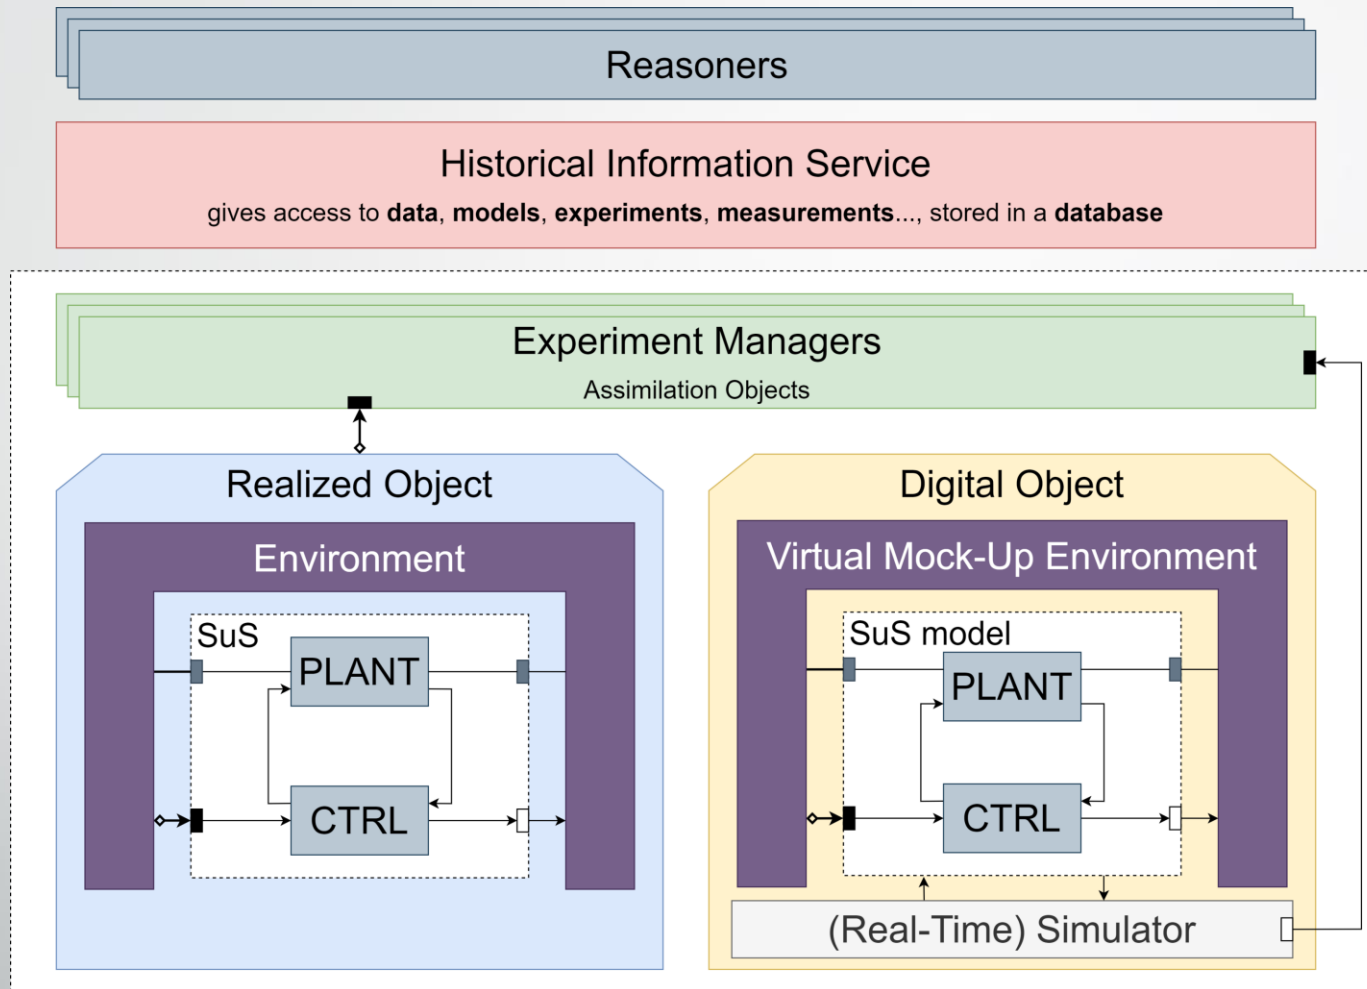 Reasoners
Historical Information Service
gives access to data, models, experiments, measurements..., stored in a database
Experiment Managers
Assimilation Objects
Realized Object
Environment
SuS
PLANT
CTRL
Digital Object
Virtual Mock-Up Environment
SuS model
PLANT
CTRL
(Real-Time) Simulator